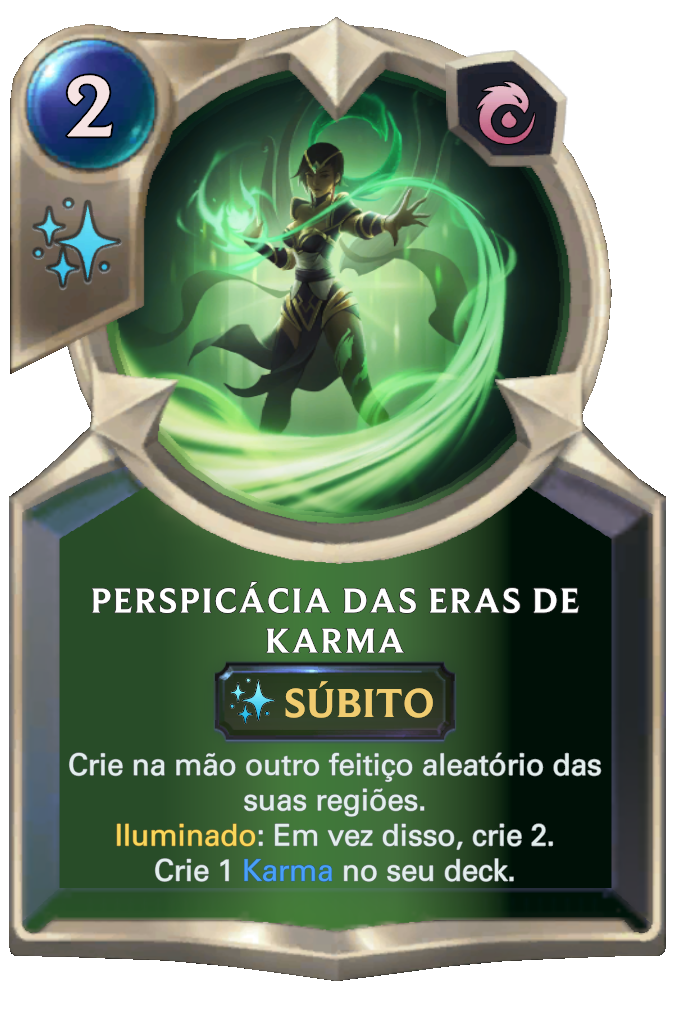 2
PERSPICÁCIA DAS ERAS DE
KARMA
SÚBITO
Crie na mão outro feitiço aleatório das
suas regiões.
Iluminado: Em vez disso, crie 2.
Crie 1 Karma no seu deck.